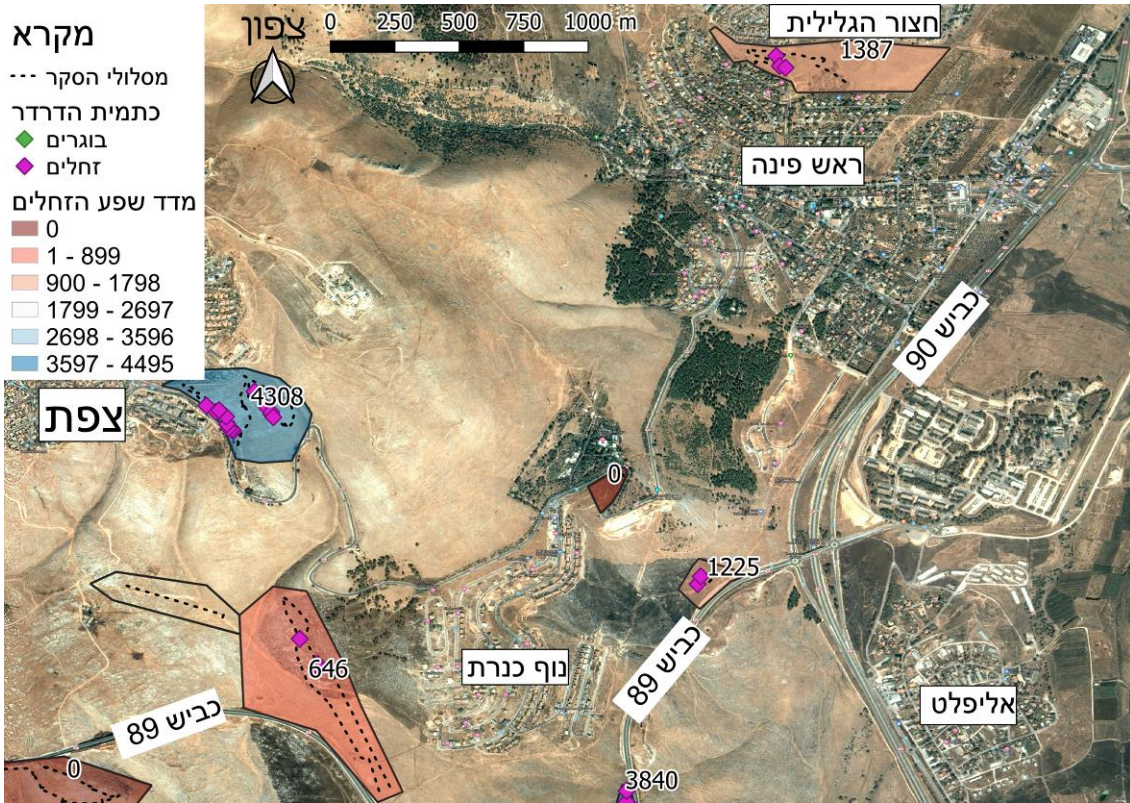 מקרא
מסלולי הסקר
כתמית הדרדר
בוגרים
זחלים
מדד שפע הזחלים
0
1 - 899
900 - 1798
1799 - 2697
2698 - 3596
3597 - 4495
צפון
0 250 500 750 1000 m
חצור הגלילית
1387
ראש פינה
כביש 90
צפת
4308
0
1225
כביש 89
646
נוף כנרת
אליפלט
כביש 89
0
3840